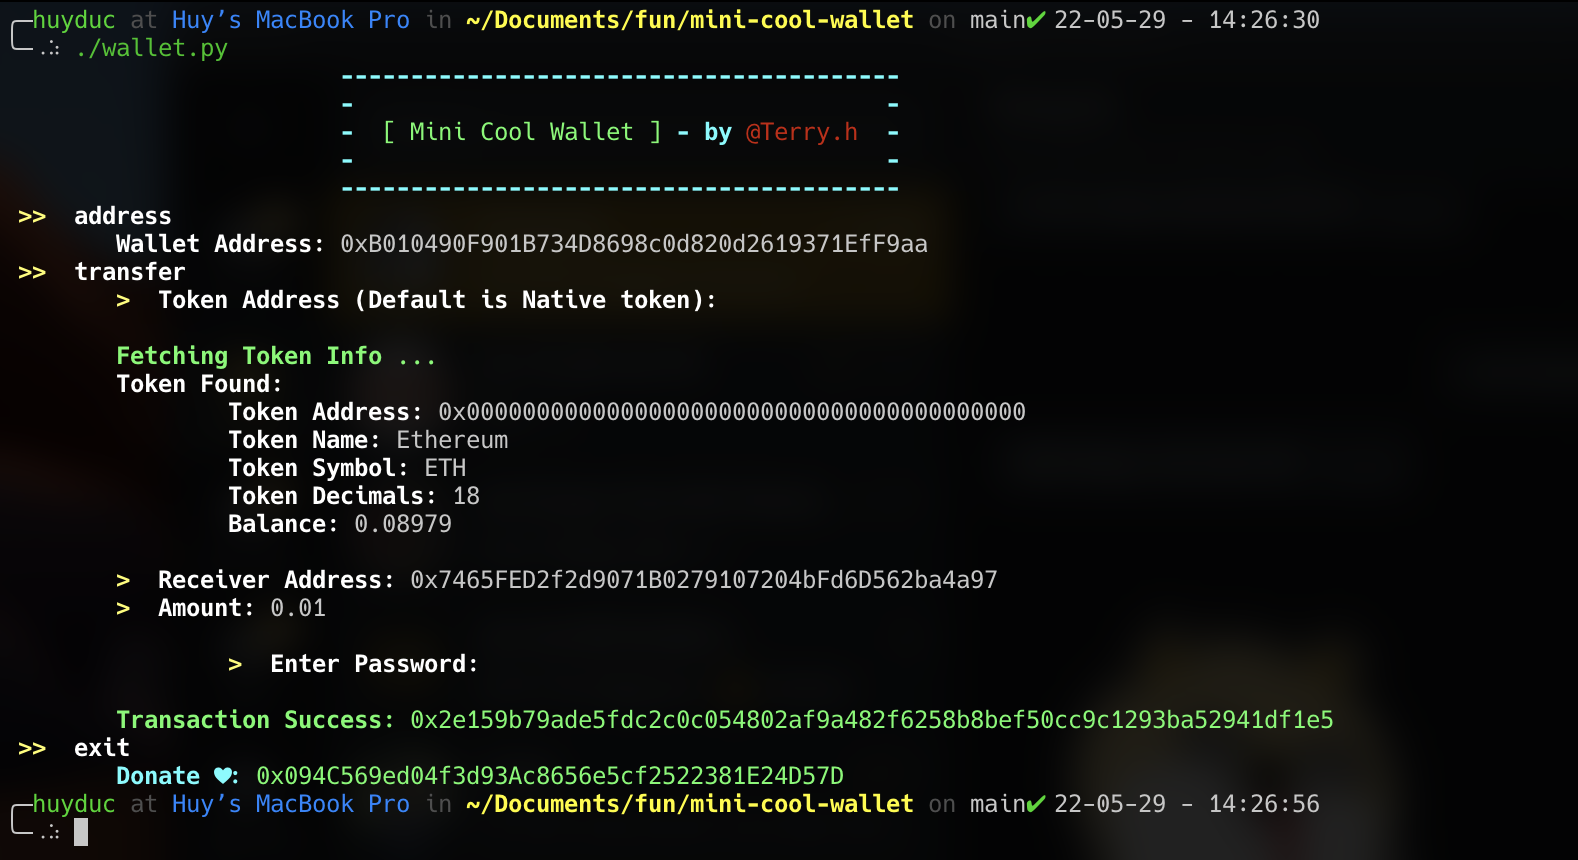 huyduc at Huy’s MacBook Pro in ~/Documents/fun/mini-cool-wallet on main✔ 22-05-29 - 14:26:30
./wallet.py
----------------------------------------
- -
- [ Mini Cool Wallet ] - by @Terry.h -
- -
----------------------------------------
>> address
Wallet Address: 0xB010490F901B734D8698c0d820d2619371EfF9aa
>> transfer
> Token Address (Default is Native token):
Fetching Token Info ...
Token Found:
Token Address: 0x0000000000000000000000000000000000000000
Token Name: Ethereum
Token Symbol: ETH
Token Decimals: 18
Balance: 0.08979
> Receiver Address: 0x7465FED2f2d9071B0279107204bFd6D562ba4a97
> Amount: 0.01
> Enter Password:
Transaction Success: 0x2e159b79ade5fdc2c0c054802af9a482f6258b8bef50cc9c1293ba52941df1e5
>> exit
Donate ♥: 0x094C569ed04f3d93Ac8656e5cf2522381E24D57D
huyduc at Huy’s MacBook Pro in ~/Documents/fun/mini-cool-wallet on main✔ 22-05-29 - 14:26:56